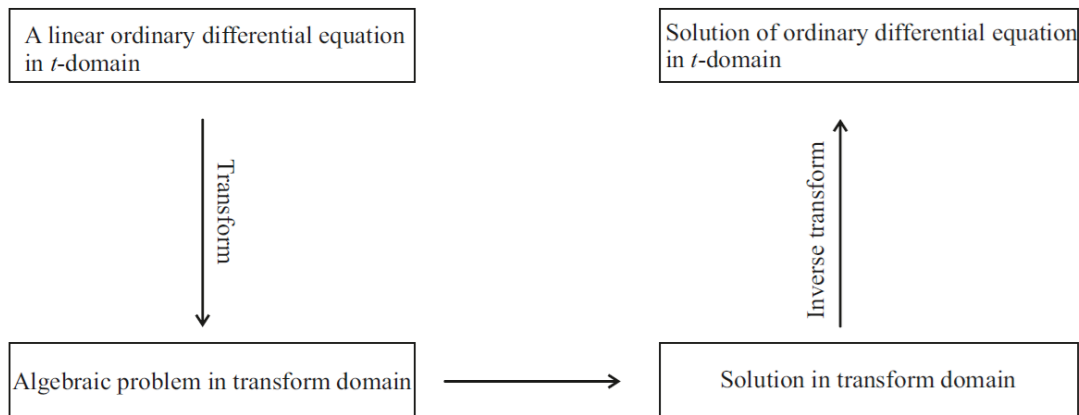 A linear ordinary differential equation
in t-domain
Solution of ordinary differential equation
in t-domain
Transform
Inverse transform
Algebraic problem in transform domain
Solution in transform domain